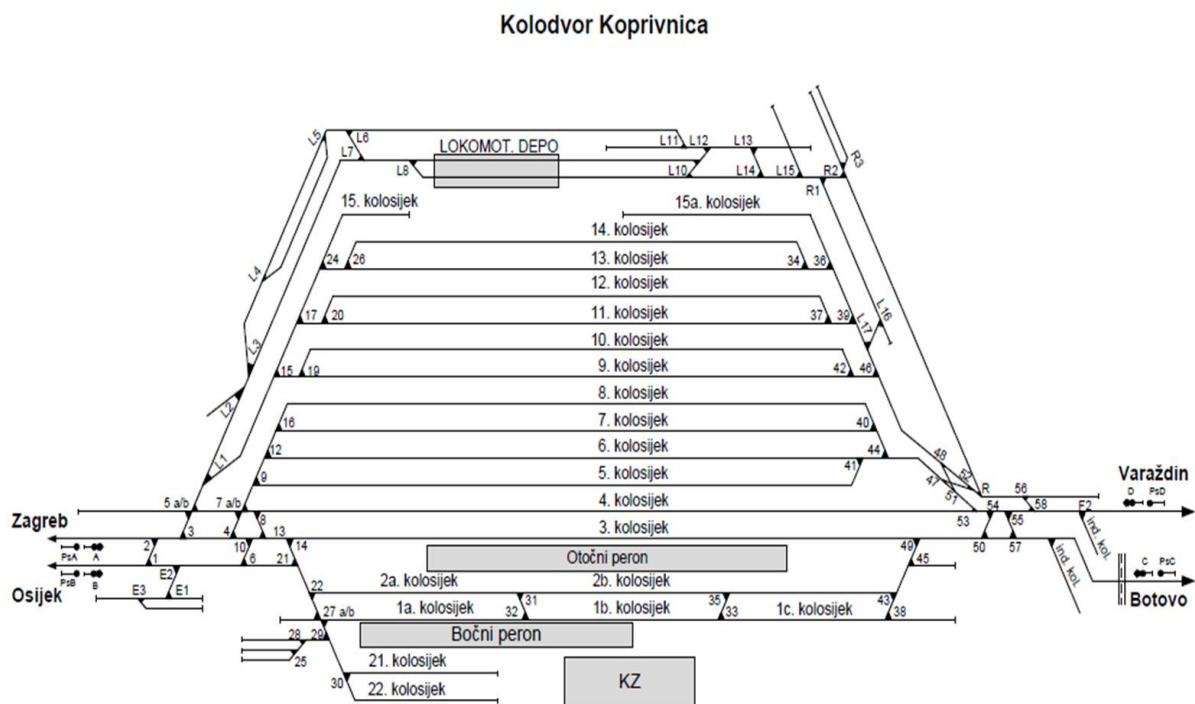 Kolodvor Koprivnica
L5
L6
L7
LOKOMOT. DEPO
L8
L11
L12
L13
L10
L14
L15
R1
R2
R3
15. kolosijek
15a. kolosijek
14. kolosijek
24
26
13. kolosijek
34
36
L4
12. kolosijek
17
20
11. kolosijek
37
39
L17
L16
L3
10. kolosijek
15
19
9. kolosijek
42
46
L2
8. kolosijek
16
7. kolosijek
40
12
6. kolosijek
44
L1
9
5. kolosijek
41
48
47
52
51
R
5 a/b
7 a/b
4. kolosijek
53
54
56
58
55
E2
D
PsD
Varaždin
Zagreb
3
4
8
13
3. kolosijek
50
57
ind. kol.
ind. kol.
PsA
A
2
1
10
6
14
21
Otočni peron
49
45
PsB
B
E2
E1
E3
Osijek
22
2a. kolosijek
2b. kolosijek
C
PsC
Botovo
27 a/b
1a. kolosijek
31
32
1b. kolosijek
35
33
1c. kolosijek
43
38
28
29
25
Bočni peron
30
21. kolosijek
22. kolosijek
KZ